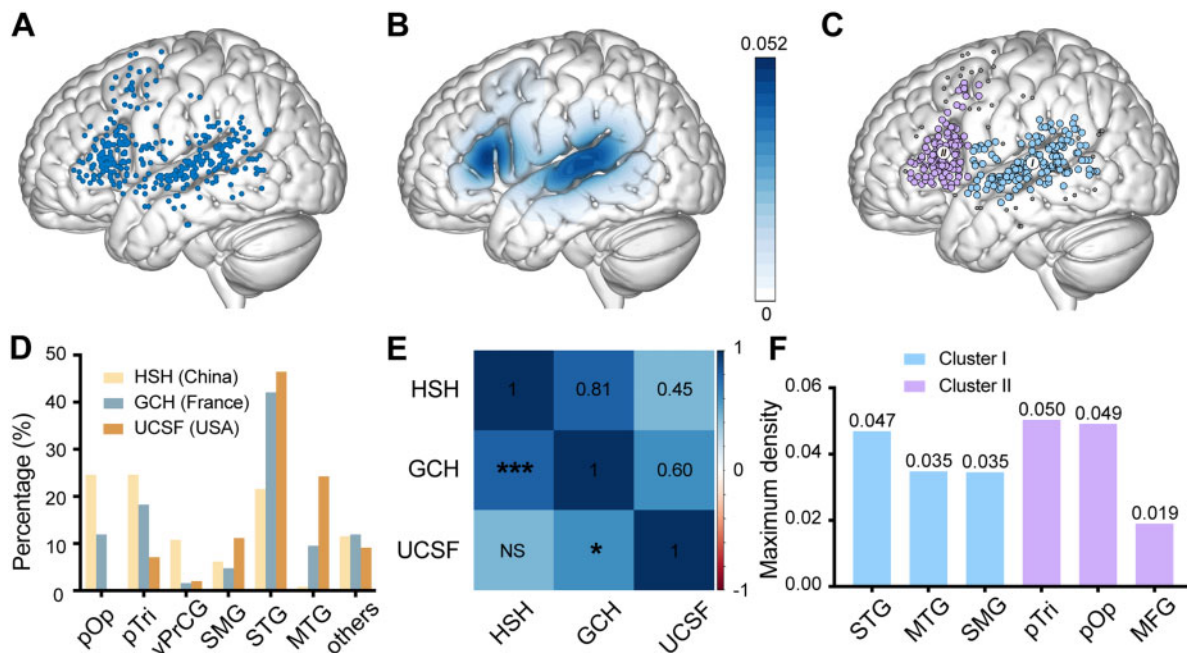 A
B
0.052
0
C
II
I
D
50
40
30
20
10
0
Percentage (%)
HSH (China)
GCH (France)
UCSF (USA)
pOp
pTri
vPrCG
SMG
STG
MTG
others
E
HSH
1
0.81
0.45
GCH
***
1
0.60
UCSF
NS
*
1
HSH
GCH
UCSF
1
0
-1
F
Cluster I
Cluster II
Maximum density
0.06
0.04
0.02
0.00
0.047
0.035
0.035
0.050
0.049
0.019
STG
MTG
SMG
pTri
pOp
MFG